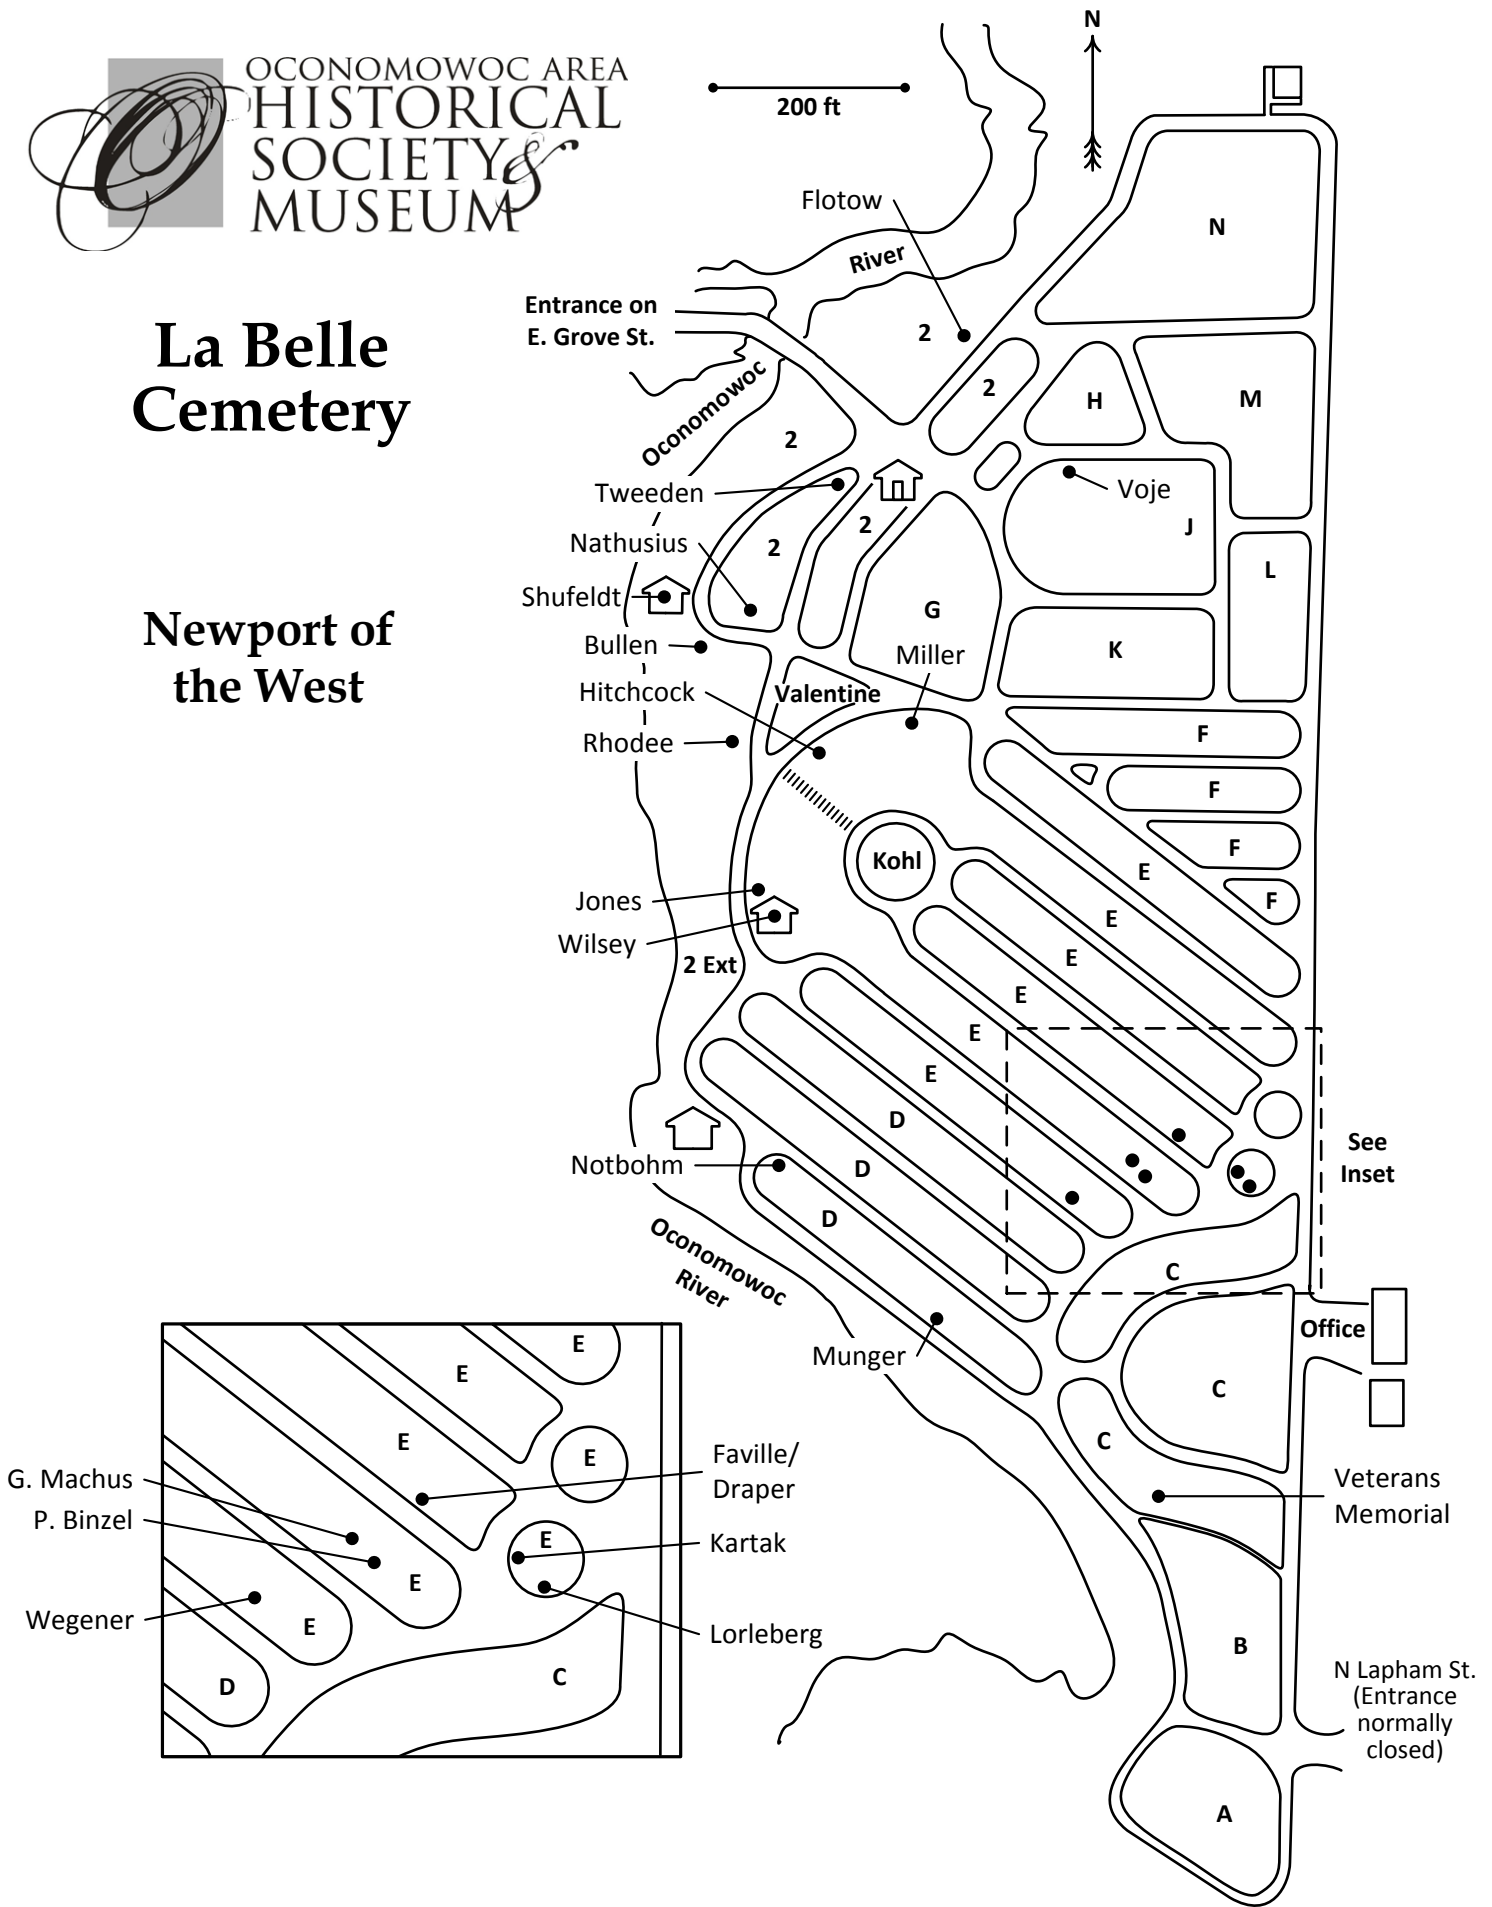 OCONOMOWOC AREA
HISTORICAL
SOCIETY &
MUSEUM
La Belle
Cemetery
Newport of
the West
200 ft
N
Flotow
River
N
Entrance on
E. Grove St.
2
2
H
M
Oconomowoc
2
Tweeden
Voje
2
J
Nathusius
2
L
Shufeldt
G
Bullen
Miller
K
Hitchcock
Valentine
Rhodee
F
F
F
F
Kohl
E
Jones
E
Wilsey
2 Ext
E
E
E
E
D
See
Inset
Notbohm
D
D
Oconomowoc
River
C
Office
Munger
C
C
Veterans
Memorial
B
N Lapham St.
(Entrance
normally
closed)
A
E
E
E
E
G. Machus
P. Binzel
Faville/
Draper
E
Kartak
E
Wegener
E
Lorleberg
D
C